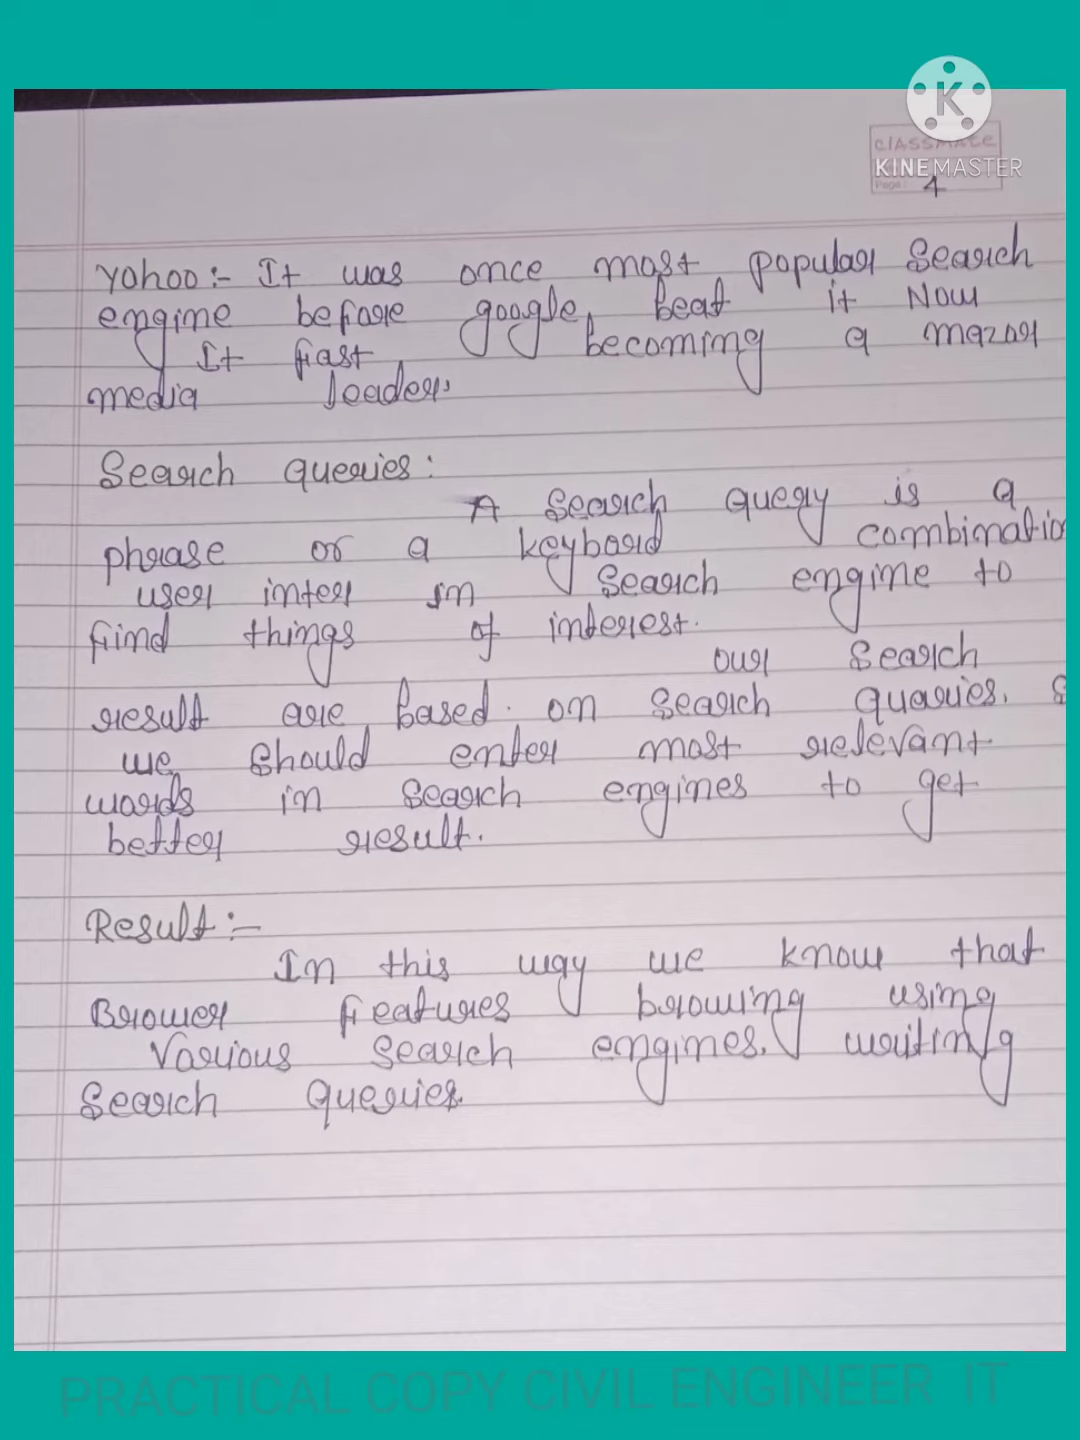 K
classmate
KINEMASTER
Page: 4
Yahoo:- It was once most popular search
engine before google, beat it Now
It fast becoming a mazor
media leader.
Search queries:
A search query is a
phrase or a keyboard combinatio
user inter in search engine to
find things of interest.
our search
result are based. on search quaries. S
we should enter most relevant
words in search engines to get
better result.
Result:-
In this way we know that
Brower features browing using
Various search engines. writing
search queries.
PRACTICAL COPY CIVIL ENGINEER IT